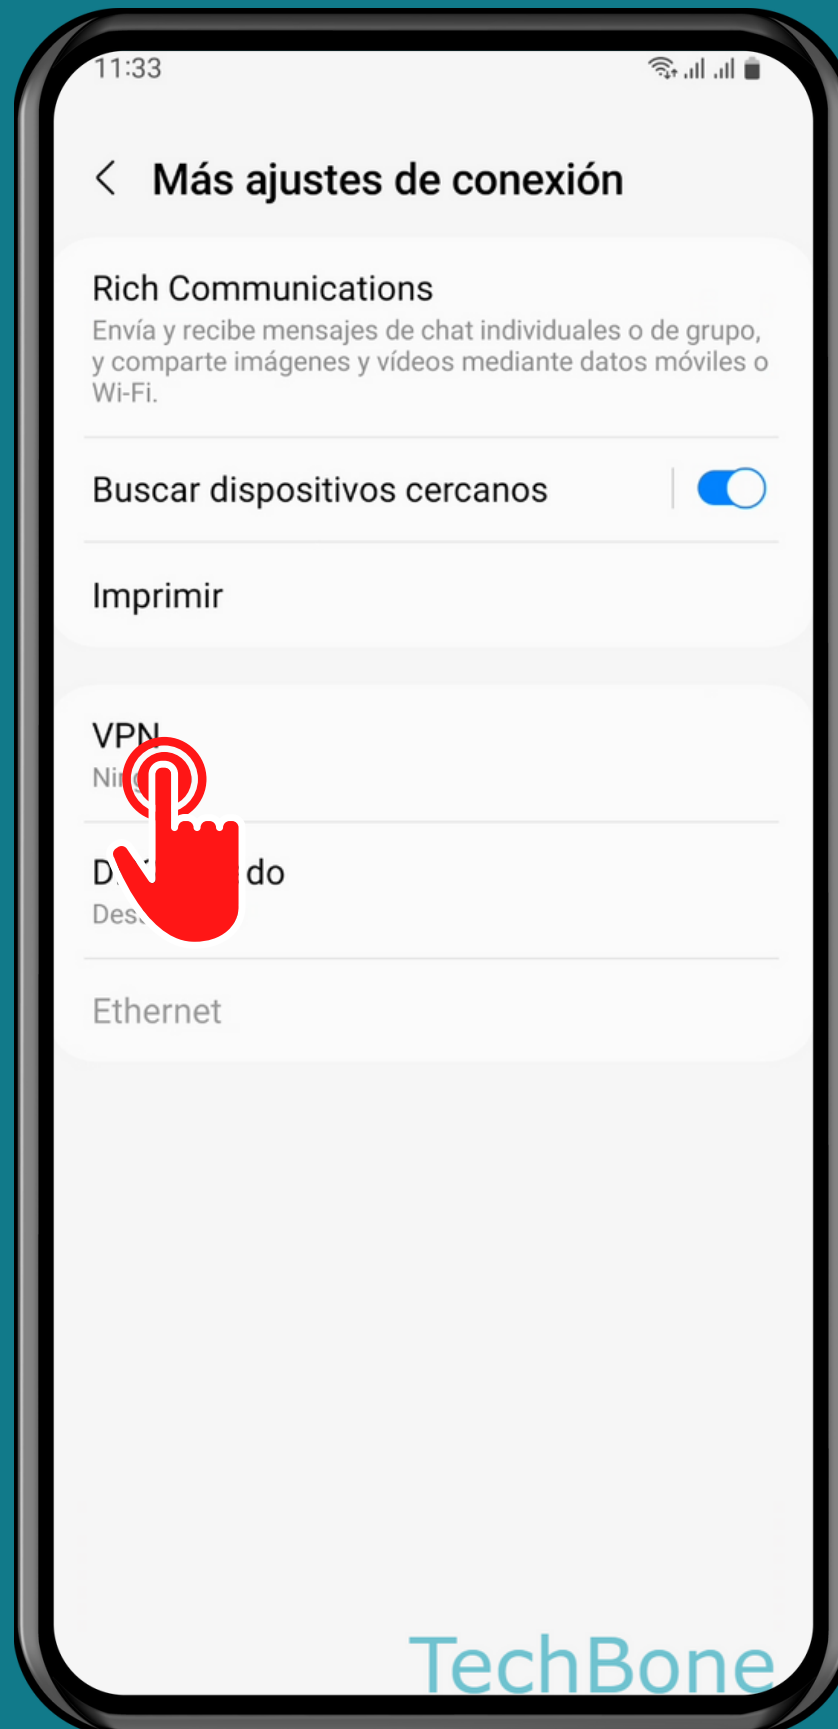 11:33
Más ajustes de conexión
Rich Communications
Envía y recibe mensajes de chat individuales o de grupo,
y comparte imágenes y vídeos mediante datos móviles o
Wi-Fi.
Buscar dispositivos cercanos
Imprimir
VPN
Ethernet
TechBone